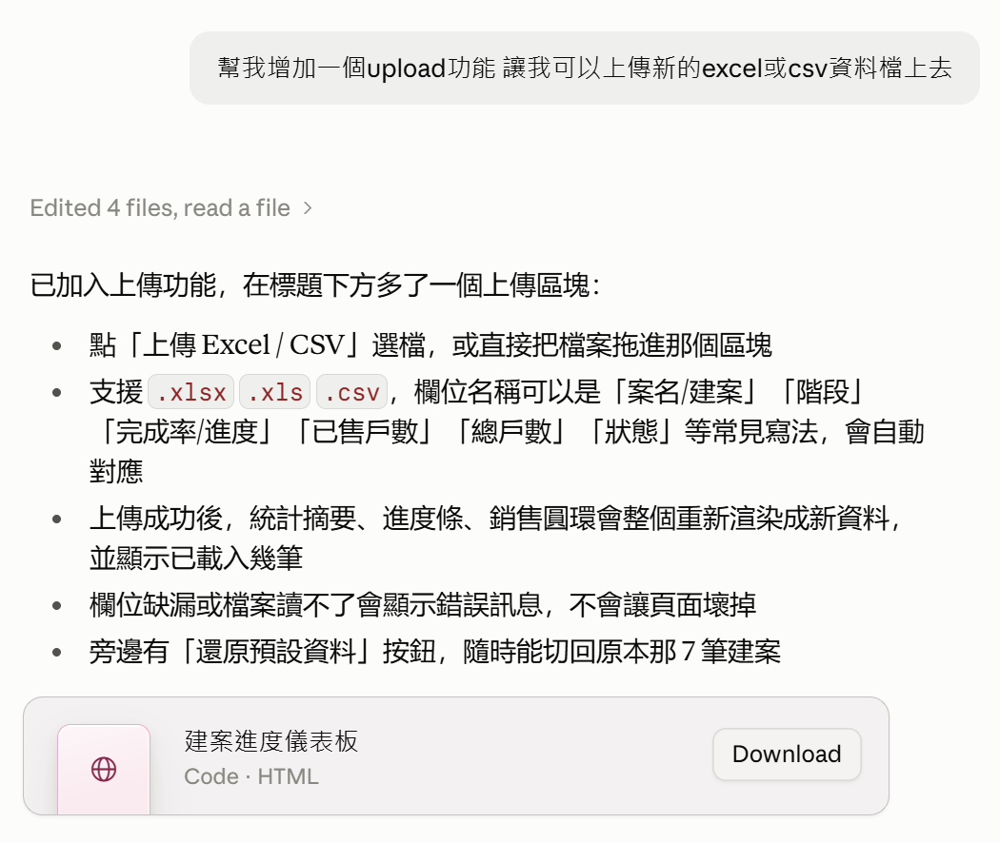 幫我增加一個upload功能 讓我可以上傳新的excel或csv資料檔上去
Edited 4 files, read a file >
已加入上傳功能，在標題下方多了一個上傳區塊：
• 點「上傳 Excel / CSV」選檔，或直接把檔案拖進那個區塊
• 支援 .xlsx .xls .csv，欄位名稱可以是「案名/建案」「階段」
「完成率/進度」「已售戶數」「總戶數」「狀態」等常見寫法，會自動
對應
• 上傳成功後，統計摘要、進度條、銷售圓環會整個重新渲染成新資料，
並顯示已載入幾筆
• 欄位缺漏或檔案讀不了會顯示錯誤訊息，不會讓頁面壞掉
• 旁邊有「還原預設資料」按鈕，隨時能切回原本那 7 筆建案
建案進度儀表板
Code · HTML
Download